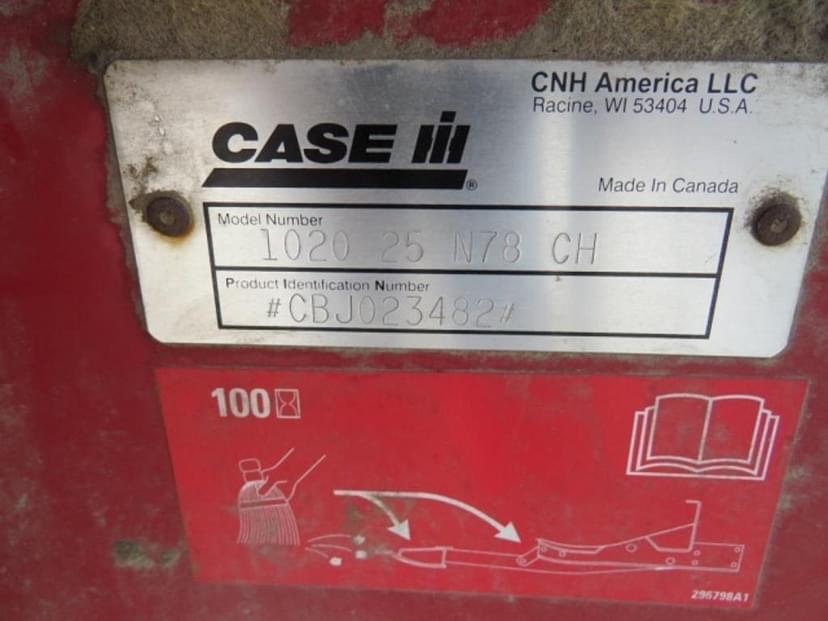 CNH America LLC
Racine, WI 53404 U.S.A.
CASE IH
®
Made In Canada
Model Number
1020 25 N78 CH
Product Identification Number
#CBJ023482#
100
296798A1